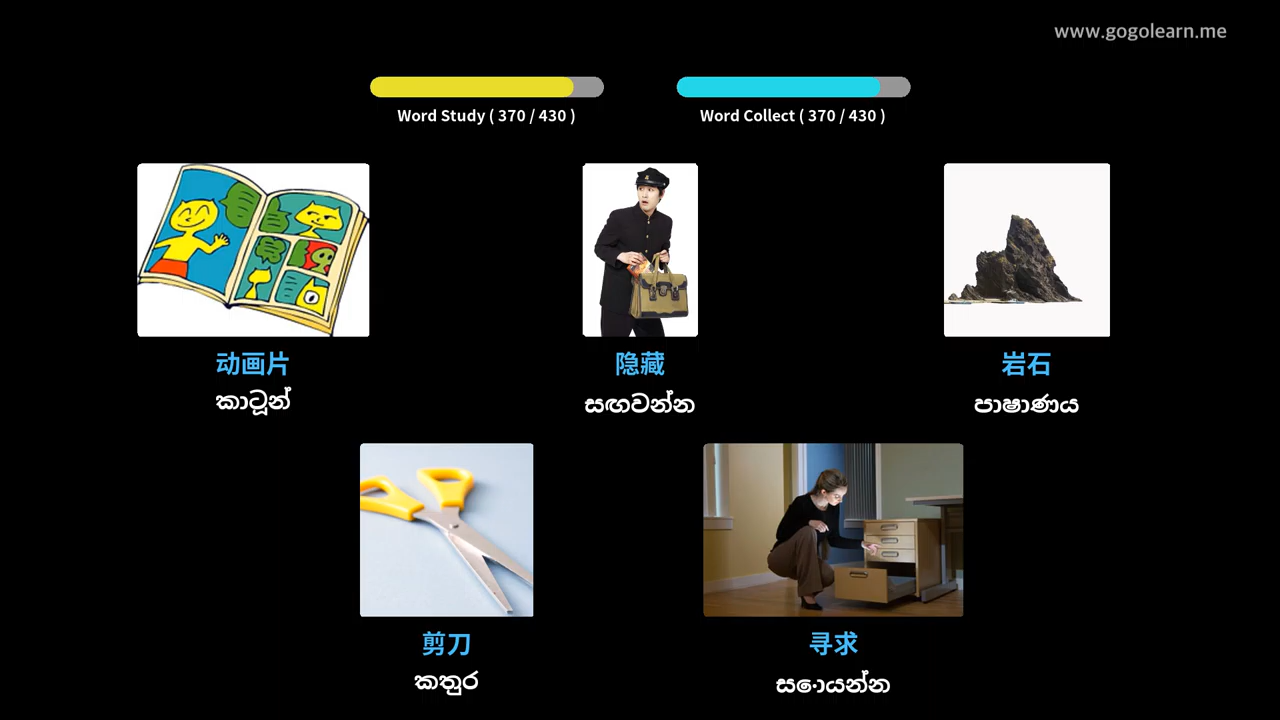 www.gogolearn.me
Word Study ( 370 / 430 )
Word Collect ( 370 / 430 )
动画片
කාටූන්
隐藏
සඟවන්න
岩石
පාෂාණය
剪刀
කතුර
寻求
සොයන්න